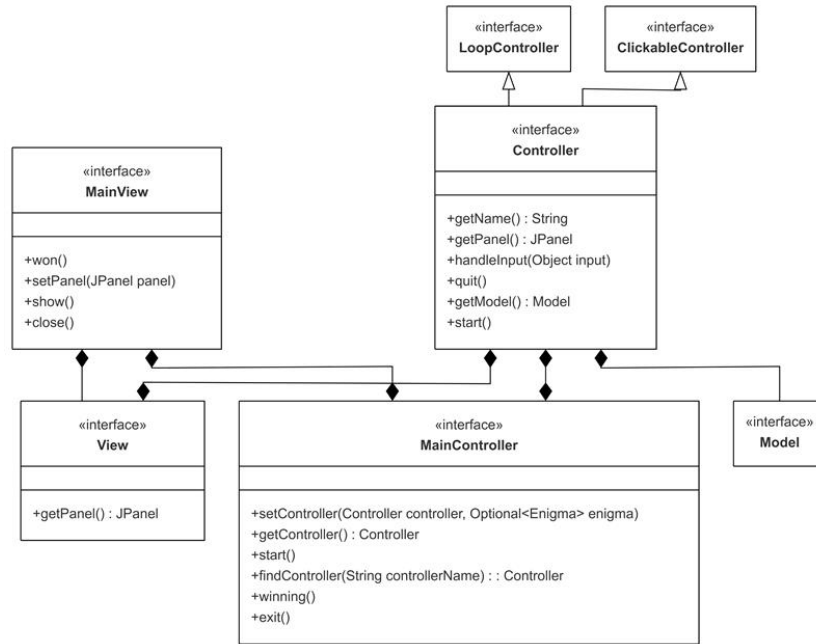 «interface»
LoopController
«interface»
ClickableController
«interface»
Controller
+getName() : String
+getPanel() : JPanel
+handleInput(Object input)
+quit()
+getModel() : Model
+start()
«interface»
MainView
+won()
+setPanel(JPanel panel)
+show()
+close()
«interface»
View
+getPanel() : JPanel
«interface»
MainController
+setController(Controller controller, Optional<Enigma> enigma)
+getController() : Controller
+start()
+findController(String controllerName) : : Controller
+winning()
+exit()
«interface»
Model